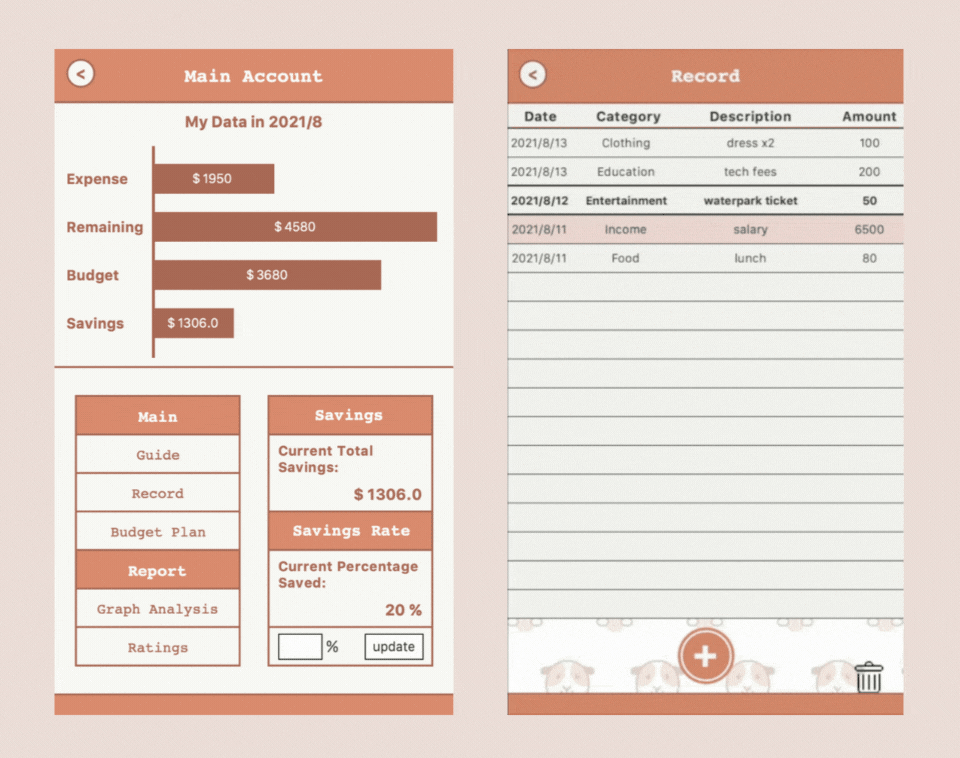 <
Main Account
My Data in 2021/8
Expense $ 1950
Remaining $ 4580
Budget $ 3680
Savings $ 1306.0
Main
Guide
Record
Budget Plan
Report
Graph Analysis
Ratings
Savings
Current Total
Savings:
$ 1306.0
Savings Rate
Current Percentage
Saved:
20 %
%
update
<
Record
Date Category Description Amount
2021/8/13 Clothing dress x2 100
2021/8/13 Education tech fees 200
2021/8/12 Entertainment waterpark ticket 50
2021/8/11 Income salary 6500
2021/8/11 Food lunch 80
+